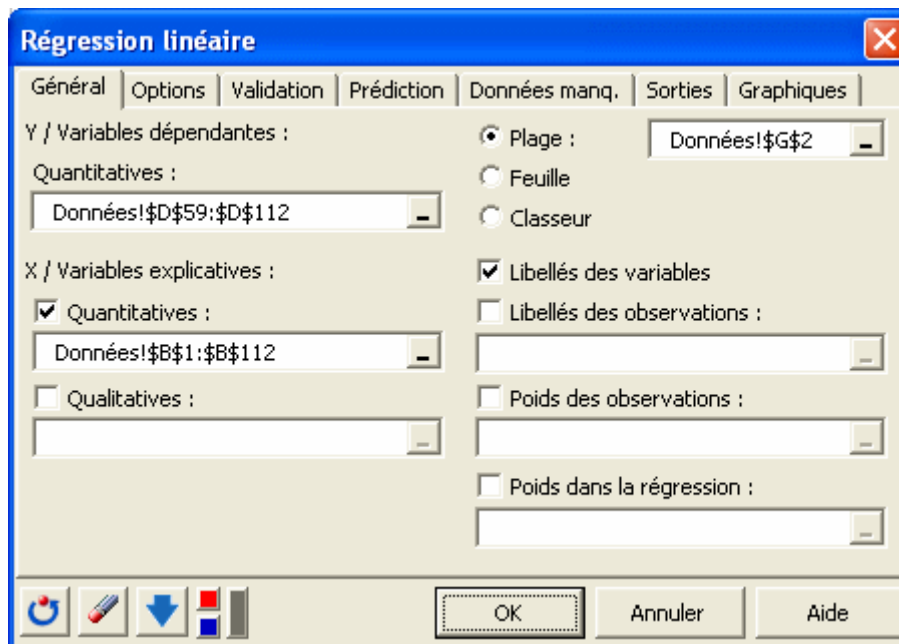 Régression linéaire
Général
Options
Validation
Prédiction
Données manq.
Sorties
Graphiques
Y / Variables dépendantes :
Quantitatives :
Données!$D$59:$D$112
X / Variables explicatives :
Quantitatives :
Données!$B$1:$B$112
Qualitatives :
Plage :
Données!$G$2
Feuille
Classeur
Libellés des variables
Libellés des observations :
Poids des observations :
Poids dans la régression :
OK
Annuler
Aide